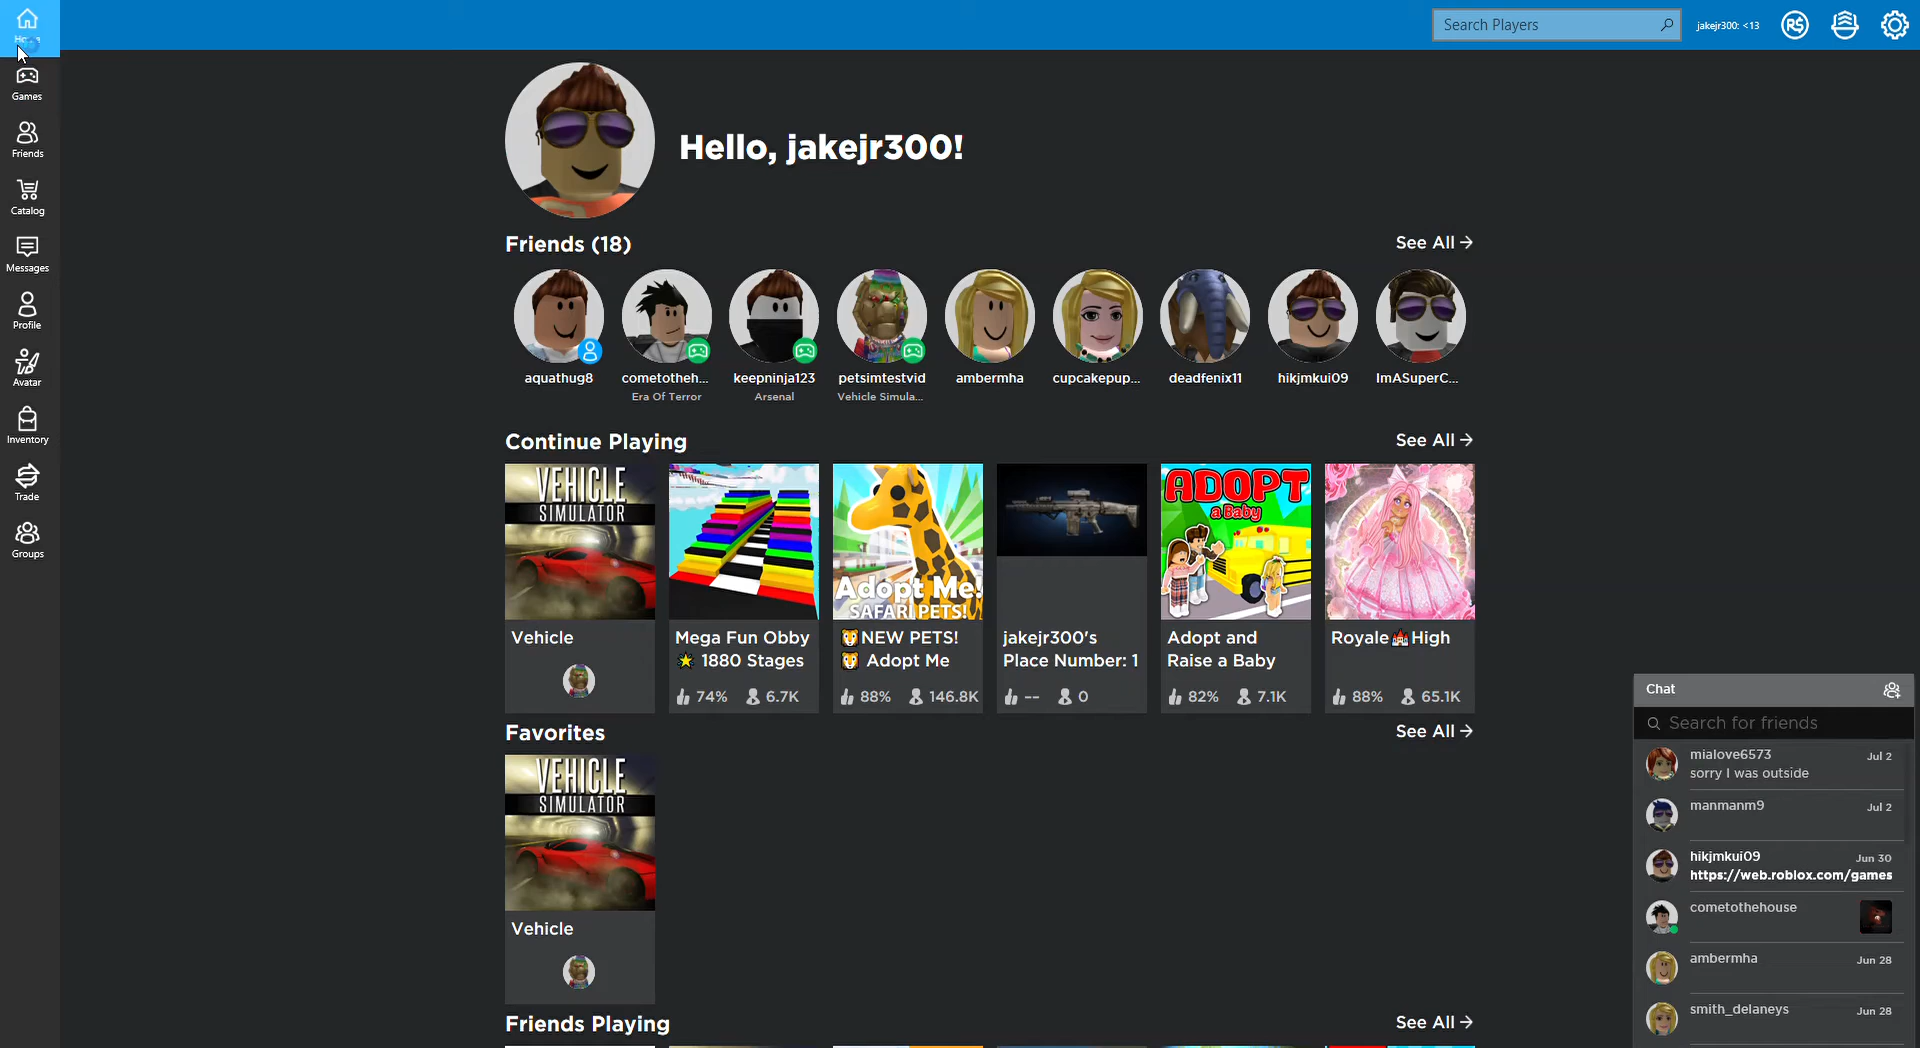 Search Players
jakejr300: <13
R$
Games
Friends
Catalog
Messages
Profile
Avatar
Inventory
Trade
Groups
Hello, jakejr300!
Friends (18)
See All
aquathug8
cometotheh...
keepninja123
petsimtestvid
ambermha
cupcakepup...
deadfenix11
hikjmkui09
ImASuperC...
Era Of Terror
Arsenal
Vehicle Simula...
Continue Playing
See All
VEHICLE
SIMULATOR
Adopt Me!
SAFARI PETS!
ADOPT
a Baby
Vehicle
Mega Fun Obby
1880 Stages
74%
6.7K
NEW PETS!
Adopt Me
88%
146.8K
jakejr300's
Place Number: 1
--
0
Adopt and
Raise a Baby
82%
7.1K
Royale High
88%
65.1K
Favorites
See All
VEHICLE
SIMULATOR
Vehicle
Friends Playing
See All
Chat
Search for friends
mialove6573
Jul 2
sorry I was outside
manmanm9
Jul 2
hikjmkui09
Jun 30
https://web.roblox.com/games
cometothehouse
ambermha
Jun 28
smith_delaneys
Jun 28